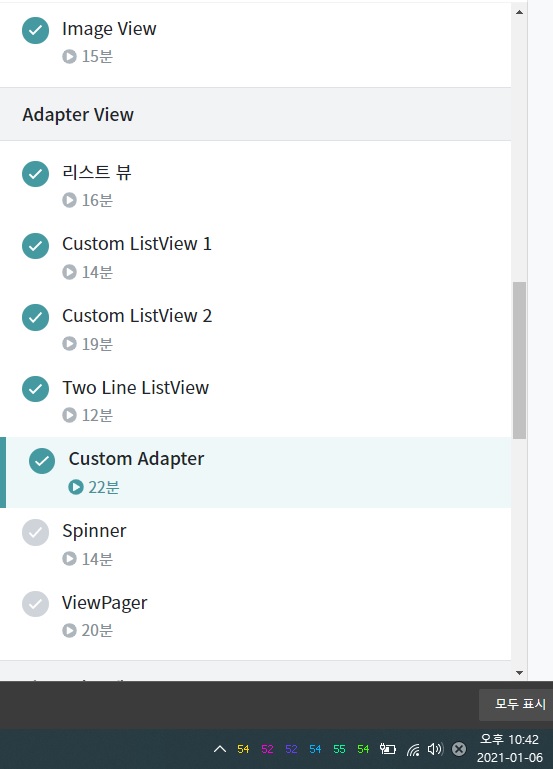 Image View
15분
Adapter View
리스트 뷰
16분
Custom ListView 1
14분
Custom ListView 2
19분
Two Line ListView
12분
Custom Adapter
22분
Spinner
14분
ViewPager
20분
모두 표시
54 52 52 54 55 54
오후 10:42
2021-01-06